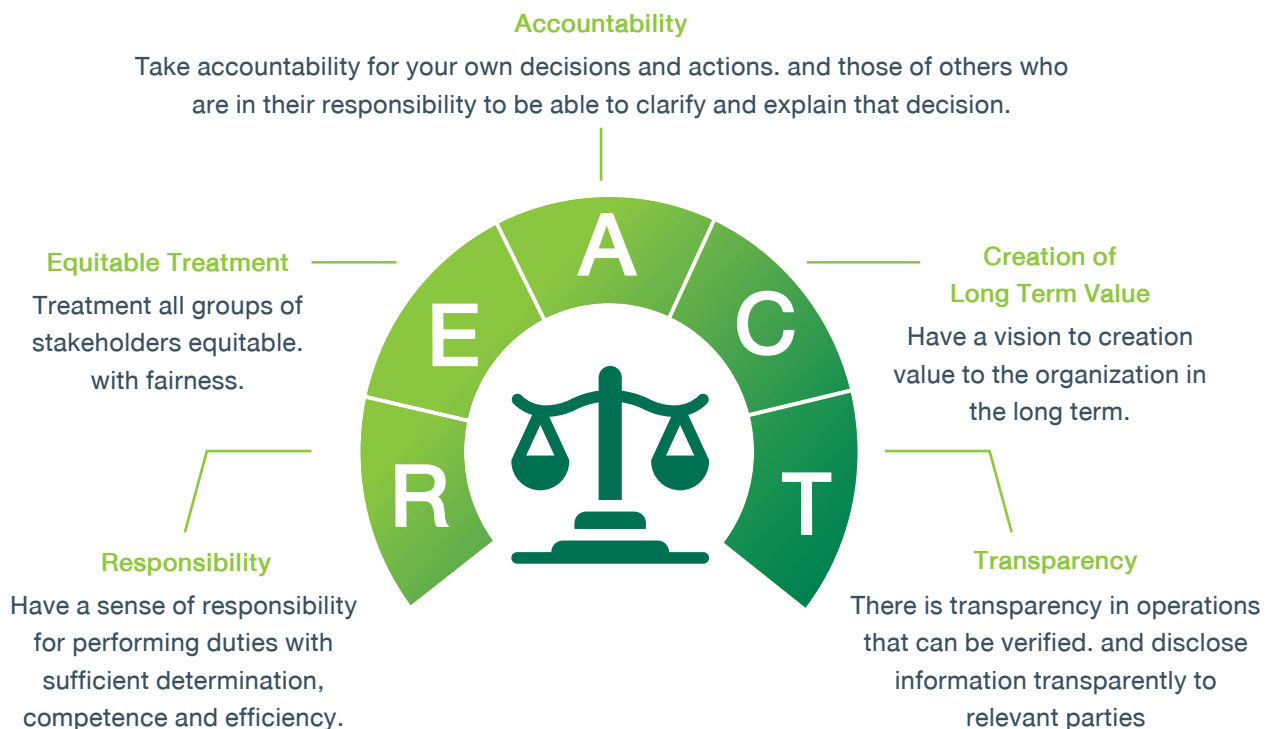 Accountability
Take accountability for your own decisions and actions. and those of others who
are in their responsibility to be able to clarify and explain that decision.
Equitable Treatment
Treatment all groups of
stakeholders equitable.
with fairness.
Responsibility
Have a sense of responsibility
for performing duties with
sufficient determination,
competence and efficiency.
R
E
A
C
T
Creation of
Long Term Value
Have a vision to creation
value to the organization in
the long term.
Transparency
There is transparency in operations
that can be verified. and disclose
information transparently to
relevant parties